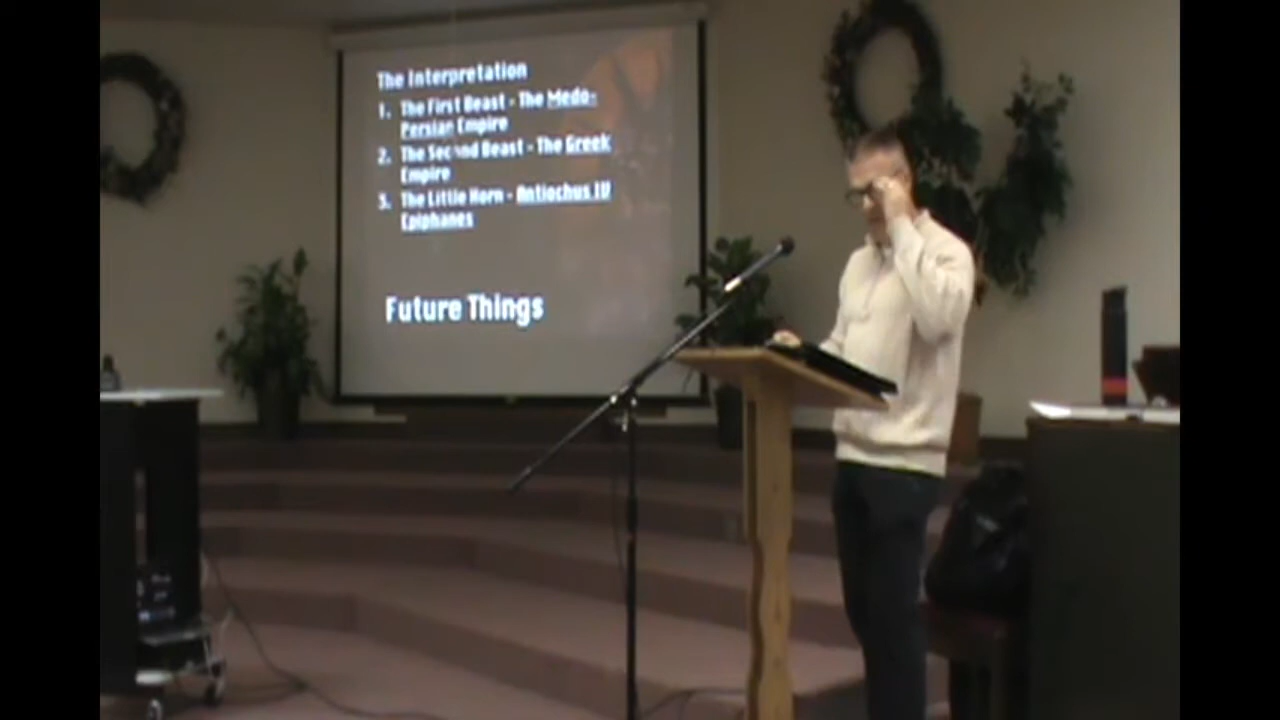 The Interpretation
1. The First Beast - The Medo-
Persian Empire
2. The Second Beast - The Greek
Empire
3. The Little Horn - Antiochus IV
Epiphanes
Future Things